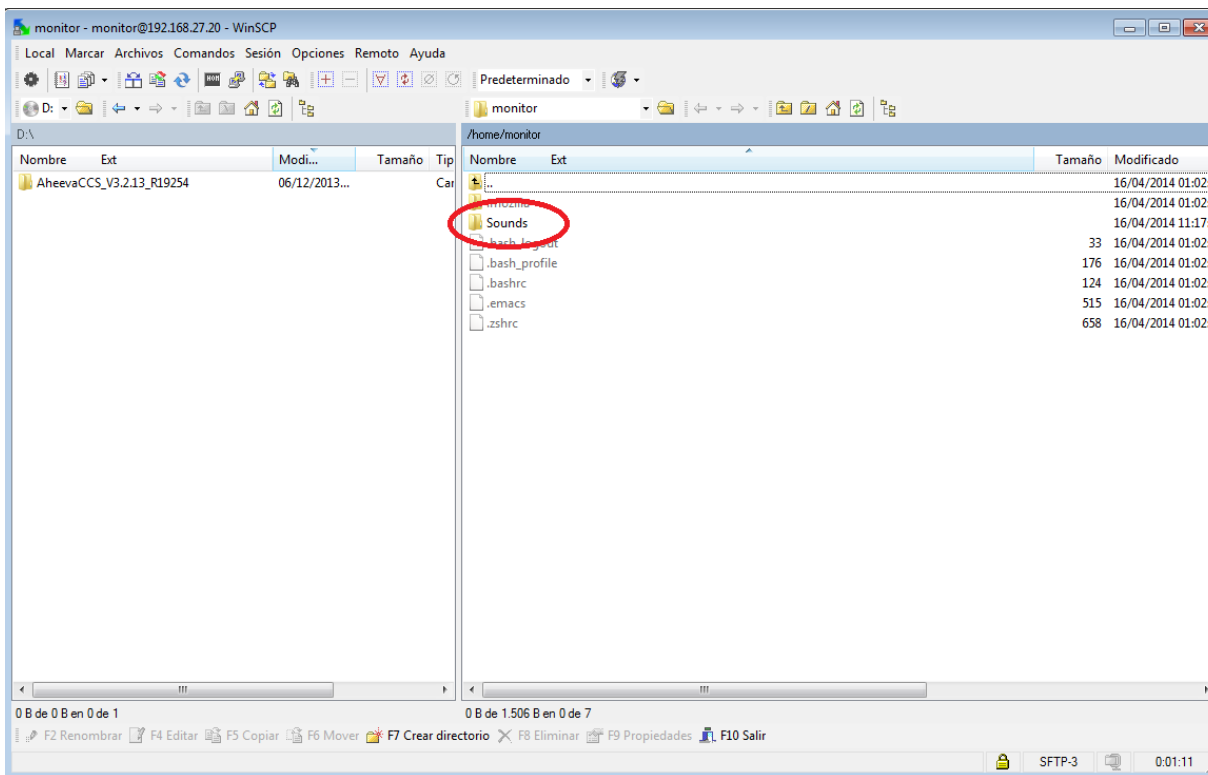 monitor - monitor@192.168.27.20 - WinSCP
Local Marcar Archivos Comandos Sesión Opciones Remoto Ayuda
Predeterminado
D: monitor
D:\ /home/monitor
Nombre Ext Modi... Tamaño Tip Nombre Ext Tamaño Modificado
AheevaCCS_V3.2.13_R19254 06/12/2013... Car .. 16/04/2014 01:02:
.mozilla 16/04/2014 01:02:
Sounds 16/04/2014 11:17:
.bash_logout 33 16/04/2014 01:02:
.bash_profile 176 16/04/2014 01:02:
.bashrc 124 16/04/2014 01:02:
.emacs 515 16/04/2014 01:02:
.zshrc 658 16/04/2014 01:02:
0 B de 0 B en 0 de 1 0 B de 1.506 B en 0 de 7
F2 Renombrar F4 Editar F5 Copiar F6 Mover F7 Crear directorio F8 Eliminar F9 Propiedades F10 Salir
SFTP-3 0:01:11